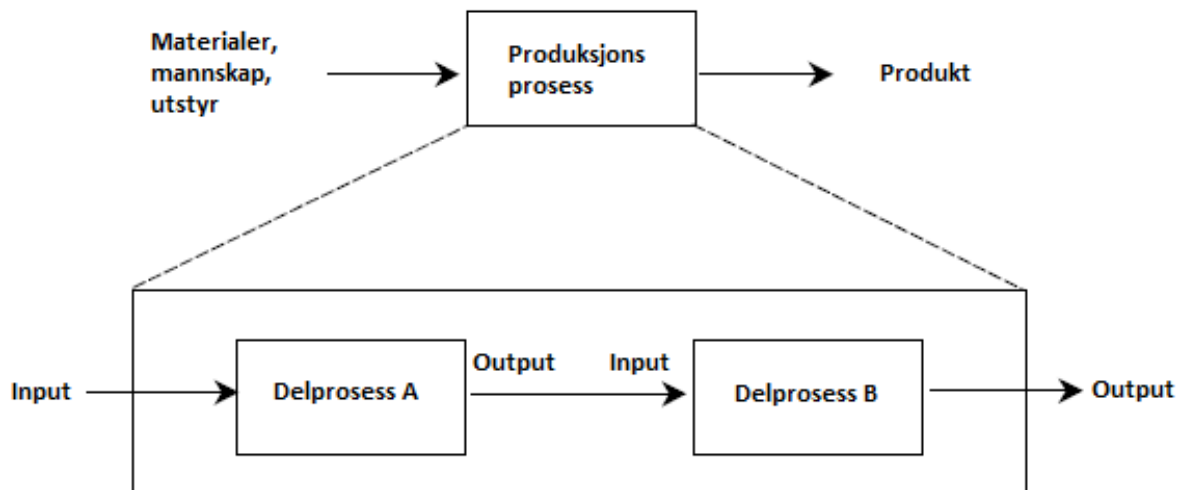 Materialer,
mannskap,
utstyr
Produksjons
prosess
Produkt
Input
Delprosess A
Output
Input
Delprosess B
Output